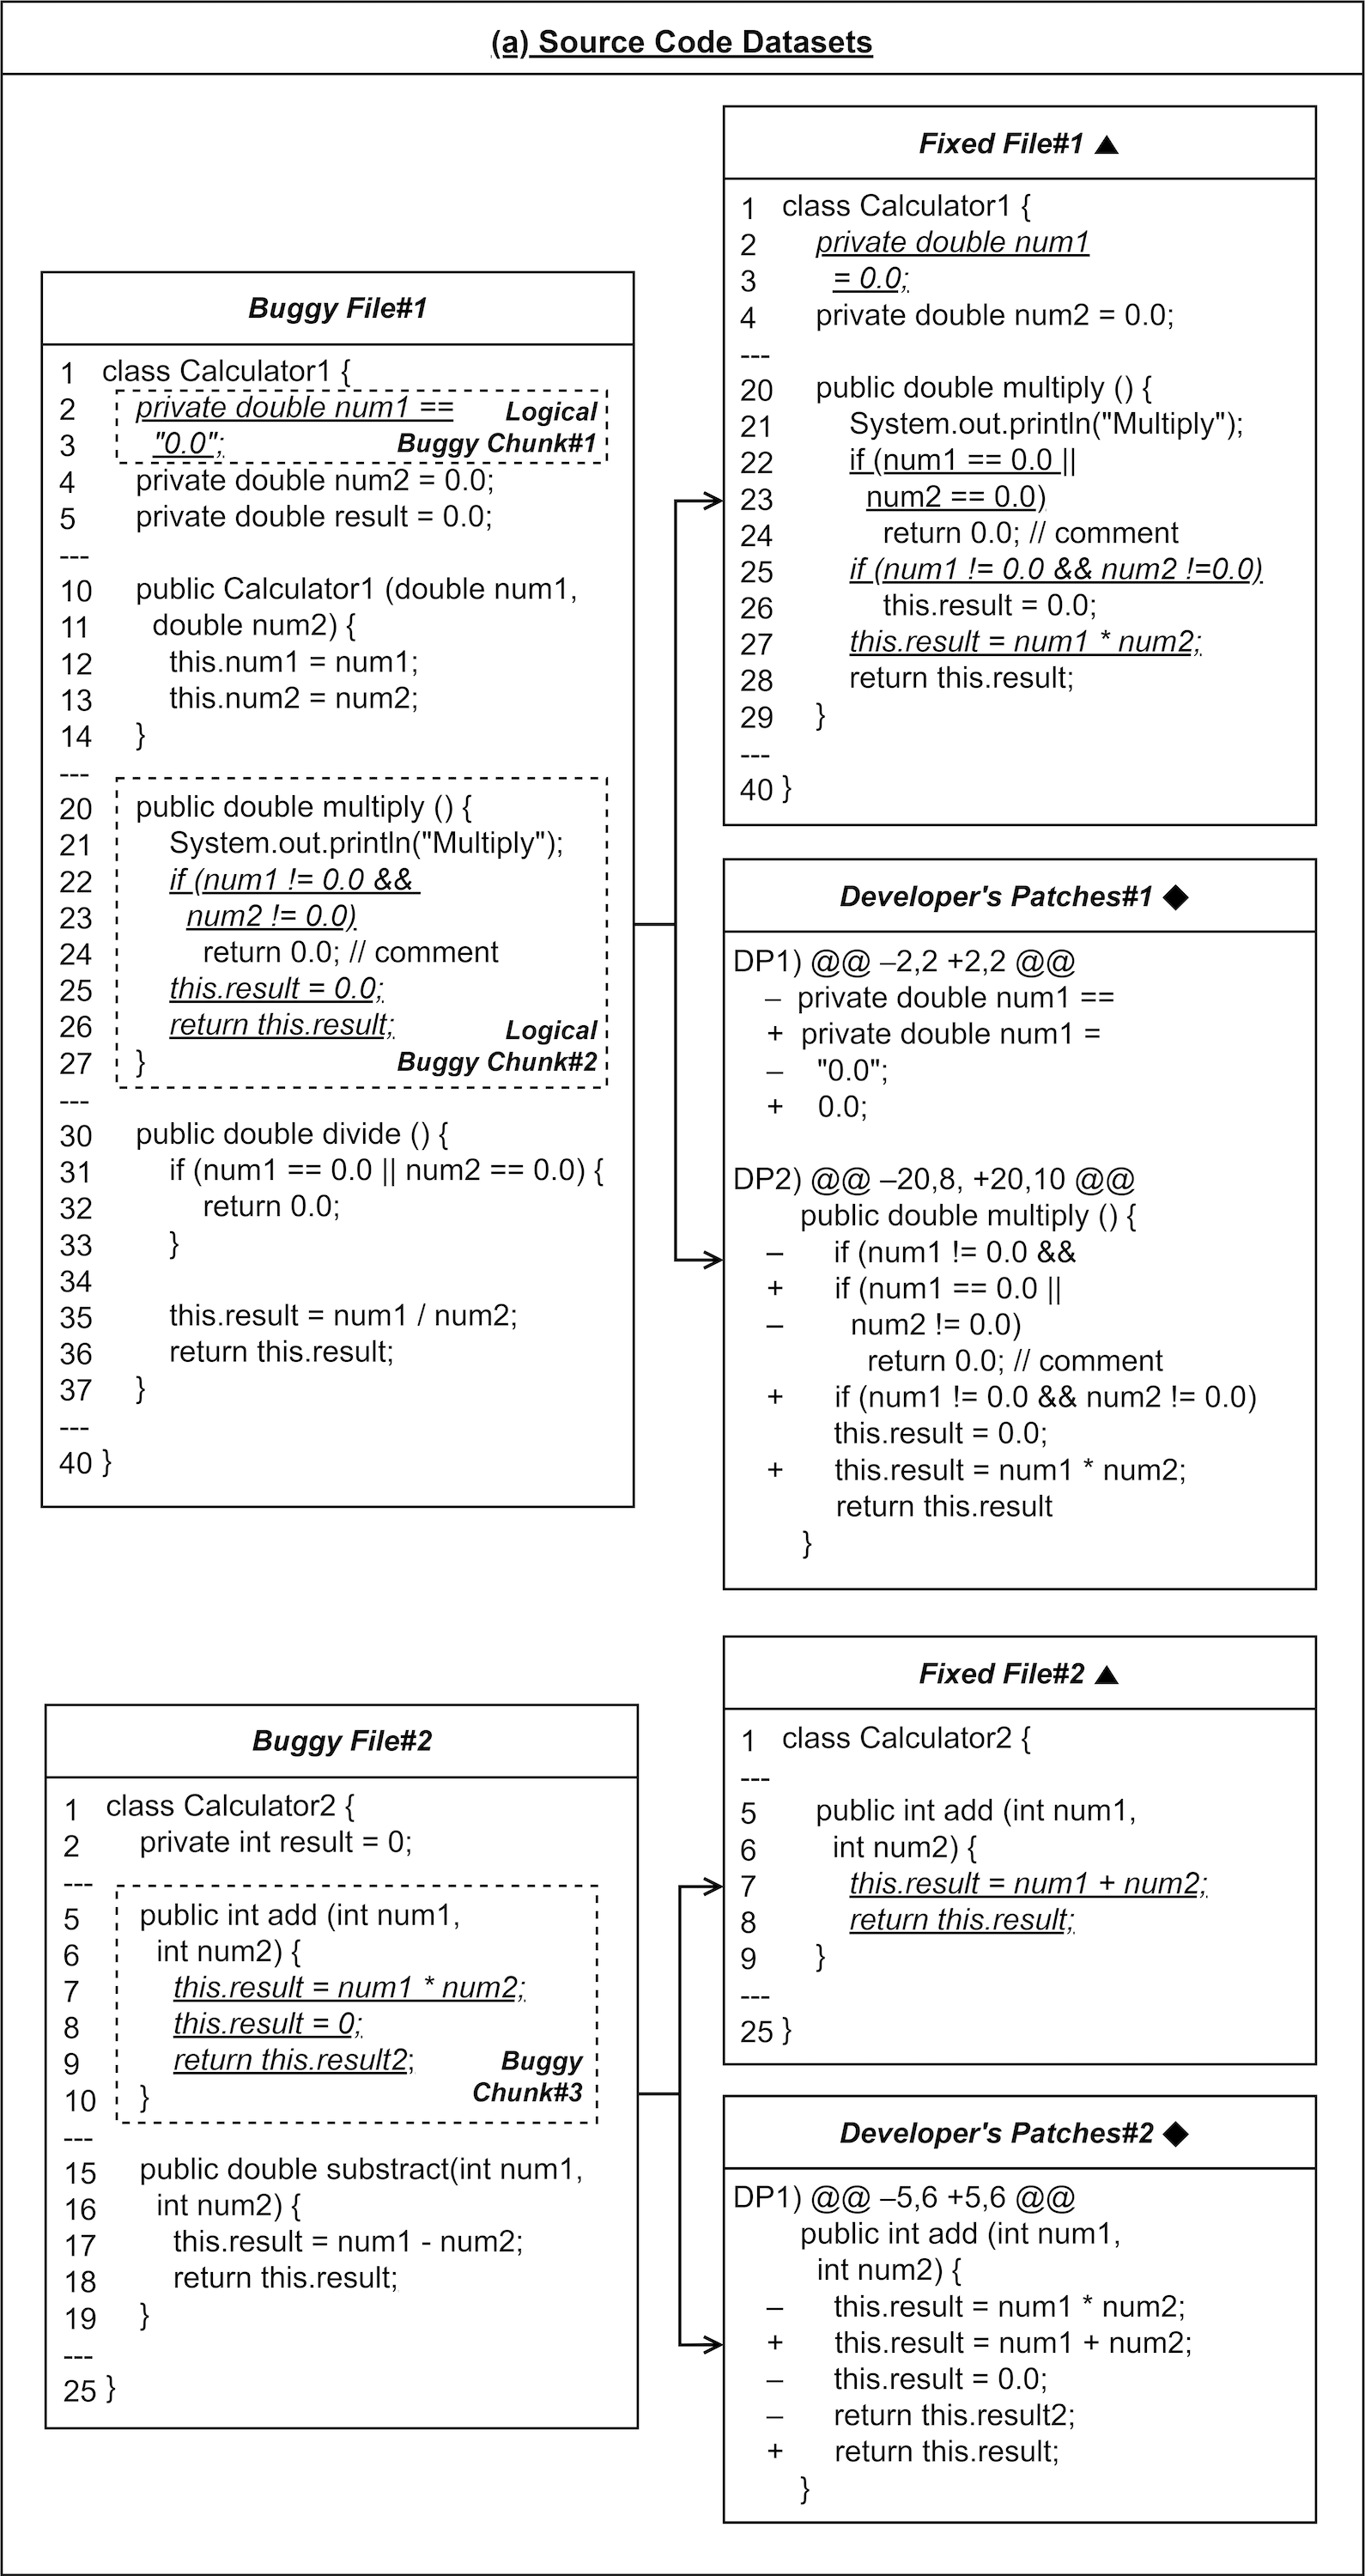 (a) Source Code Datasets
Buggy File#1
1 class Calculator1 {
2 private double num1 ==
3 "0.0";
Logical
Buggy Chunk#1
4 private double num2 = 0.0;
5 private double result = 0.0;
---
10 public Calculator1 (double num1,
11 double num2) {
12 this.num1 = num1;
13 this.num2 = num2;
14 }
---
20 public double multiply () {
21 System.out.println("Multiply");
22 if (num1 != 0.0 &&
23 num2 != 0.0)
24 return 0.0; // comment
25 this.result = 0.0;
26 return this.result;
27 }
Logical
Buggy Chunk#2
---
30 public double divide () {
31 if (num1 == 0.0 || num2 == 0.0) {
32 return 0.0;
33 }
34
35 this.result = num1 / num2;
36 return this.result;
37 }
---
40 }
Fixed File#1 ▲
1 class Calculator1 {
2 private double num1
3 = 0.0;
4 private double num2 = 0.0;
---
20 public double multiply () {
21 System.out.println("Multiply");
22 if (num1 == 0.0 ||
23 num2 == 0.0)
24 return 0.0; // comment
25 if (num1 != 0.0 && num2 !=0.0)
26 this.result = 0.0;
27 this.result = num1 * num2;
28 return this.result;
29 }
---
40 }
Developer's Patches#1 ◆
DP1) @@ –2,2 +2,2 @@
– private double num1 ==
+ private double num1 =
– "0.0";
+ 0.0;
DP2) @@ –20,8, +20,10 @@
public double multiply () {
– if (num1 != 0.0 &&
+ if (num1 == 0.0 ||
– num2 != 0.0)
return 0.0; // comment
+ if (num1 != 0.0 && num2 != 0.0)
this.result = 0.0;
+ this.result = num1 * num2;
return this.result
}
Buggy File#2
1 class Calculator2 {
2 private int result = 0;
---
5 public int add (int num1,
6 int num2) {
7 this.result = num1 * num2;
8 this.result = 0;
9 return this.result2;
10 }
Buggy
Chunk#3
---
15 public double substract(int num1,
16 int num2) {
17 this.result = num1 - num2;
18 return this.result;
19 }
---
25 }
Fixed File#2 ▲
1 class Calculator2 {
---
5 public int add (int num1,
6 int num2) {
7 this.result = num1 + num2;
8 return this.result;
9 }
---
25 }
Developer's Patches#2 ◆
DP1) @@ –5,6 +5,6 @@
public int add (int num1,
int num2) {
– this.result = num1 * num2;
+ this.result = num1 + num2;
– this.result = 0.0;
– return this.result2;
+ return this.result;
}